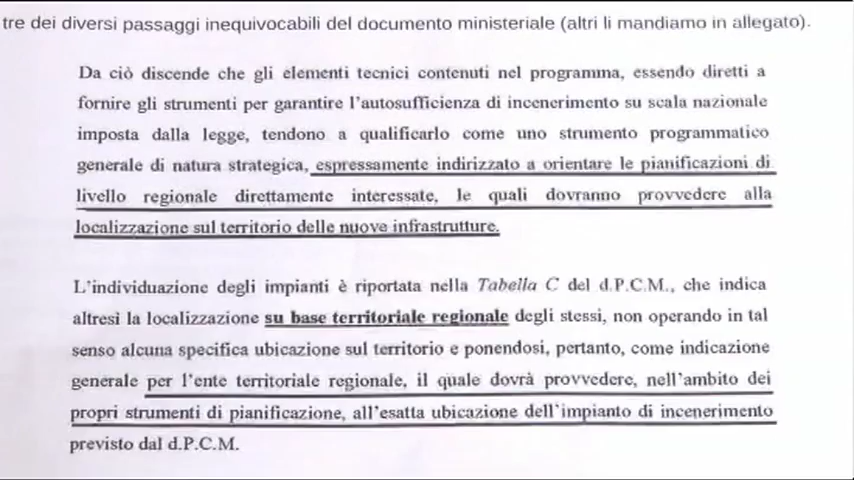 tre dei diversi passaggi inequivocabili del documento ministeriale (altri li mandiamo in allegato).
Da ciò discende che gli elementi tecnici contenuti nel programma, essendo diretti a
fornire gli strumenti per garantire l'autosufficienza di incenerimento su scala nazionale
imposta dalla legge, tendono a qualificarlo come uno strumento programmatico
generale di natura strategica, espressamente indirizzato a orientare le pianificazioni di
livello regionale direttamente interessate, le quali dovranno provvedere alla
localizzazione sul territorio delle nuove infrastrutture.
L'individuazione degli impianti è riportata nella Tabella C del d.P.C.M., che indica
altresì la localizzazione su base territoriale regionale degli stessi, non operando in tal
senso alcuna specifica ubicazione sul territorio e ponendosi, pertanto, come indicazione
generale per l'ente territoriale regionale, il quale dovrà provvedere, nell'ambito dei
propri strumenti di pianificazione, all'esatta ubicazione dell'impianto di incenerimento
previsto dal d.P.C.M.